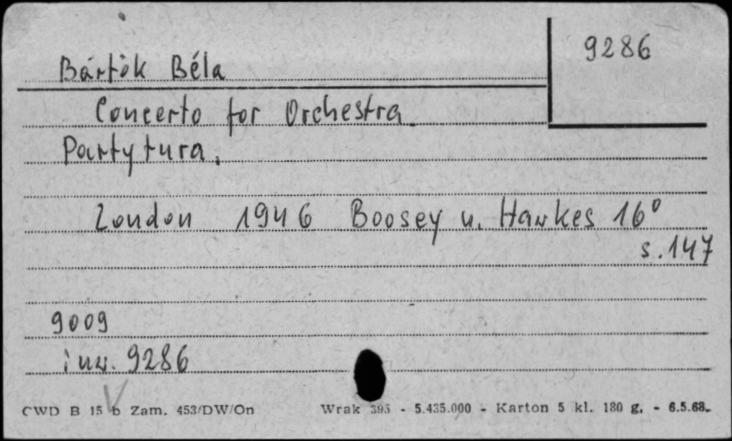 9286
Bártók Béla
Concerto for Orchestra.
Partytura.
London 1946 Boosey u. Hawkes 16°
s. 147
9009
inw. 9286
CWD B 15 b Zam. 453/DW/On Wrak 395 - 5.435.000 - Karton 5 kl. 180 g. - 6.5.68.